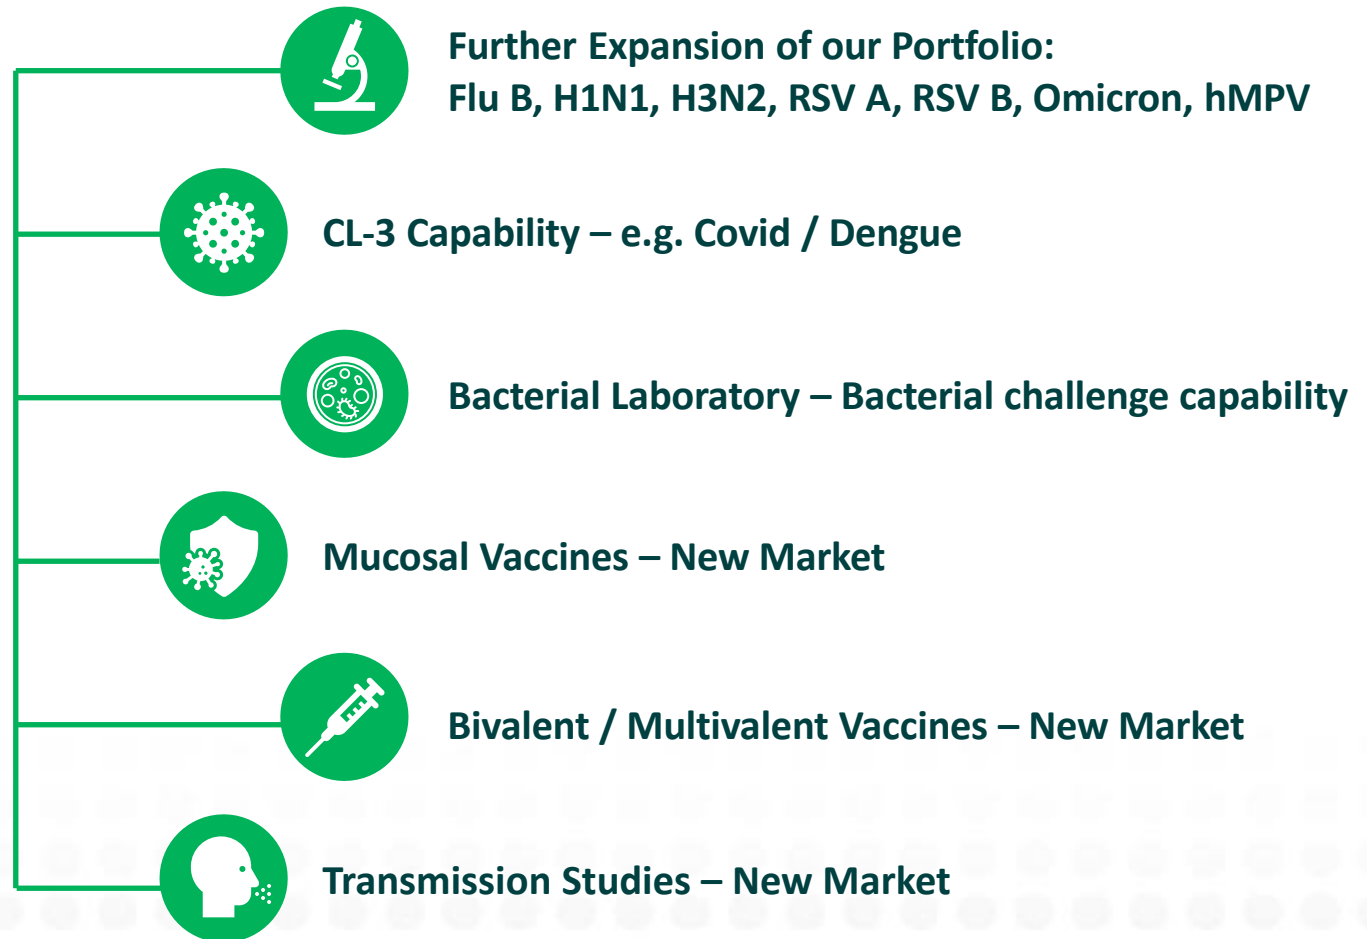 Further Expansion of our Portfolio:
Flu B, H1N1, H3N2, RSV A, RSV B, Omicron, hMPV
CL-3 Capability – e.g. Covid / Dengue
Bacterial Laboratory – Bacterial challenge capability
Mucosal Vaccines – New Market
Bivalent / Multivalent Vaccines – New Market
Transmission Studies – New Market